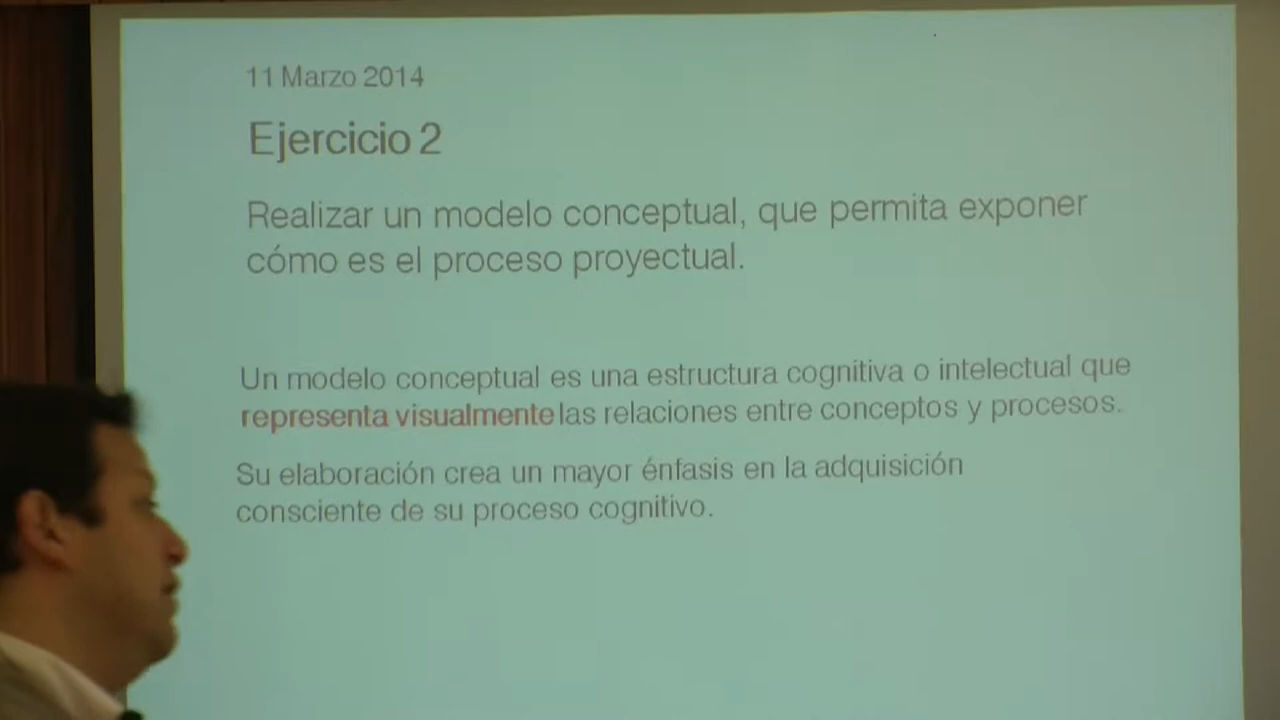 11 Marzo 2014
Ejercicio 2
Realizar un modelo conceptual, que permita exponer
cómo es el proceso proyectual.
Un modelo conceptual es una estructura cognitiva o intelectual que
representa visualmente las relaciones entre conceptos y procesos.
Su elaboración crea un mayor énfasis en la adquisición
consciente de su proceso cognitivo.